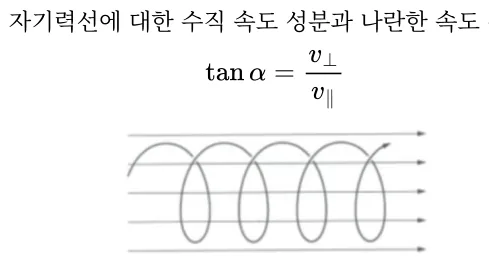 자기력선에 대한 수직 속도 성분과 나란한 속도
tan α = v⊥ / v∥